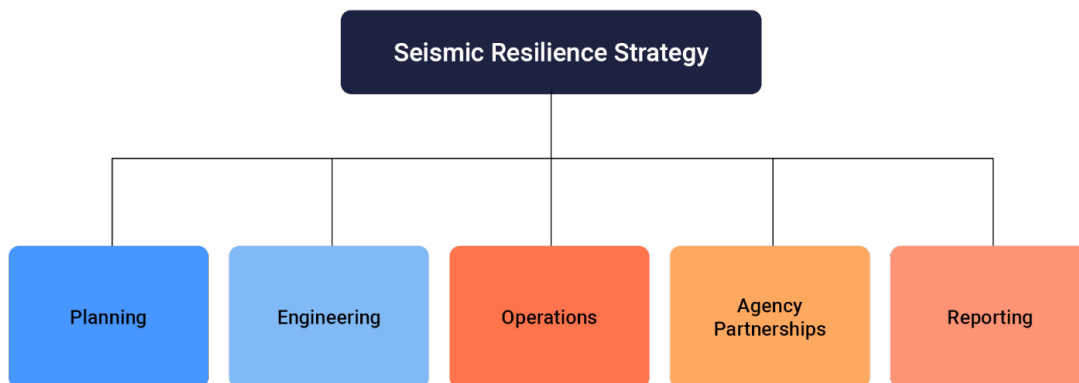 Seismic Resilience Strategy
Planning
Engineering
Operations
Agency
Partnerships
Reporting